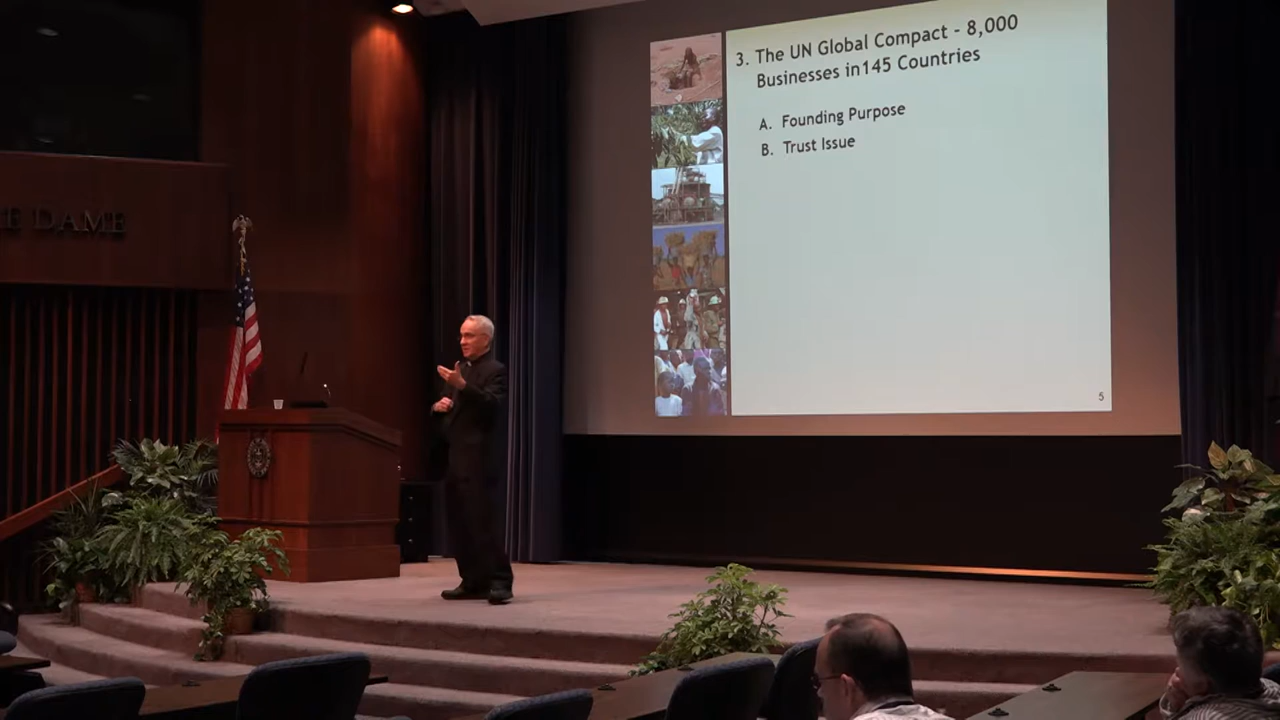 3. The UN Global Compact - 8,000
Businesses in145 Countries
A. Founding Purpose
B. Trust Issue
5
E DAME